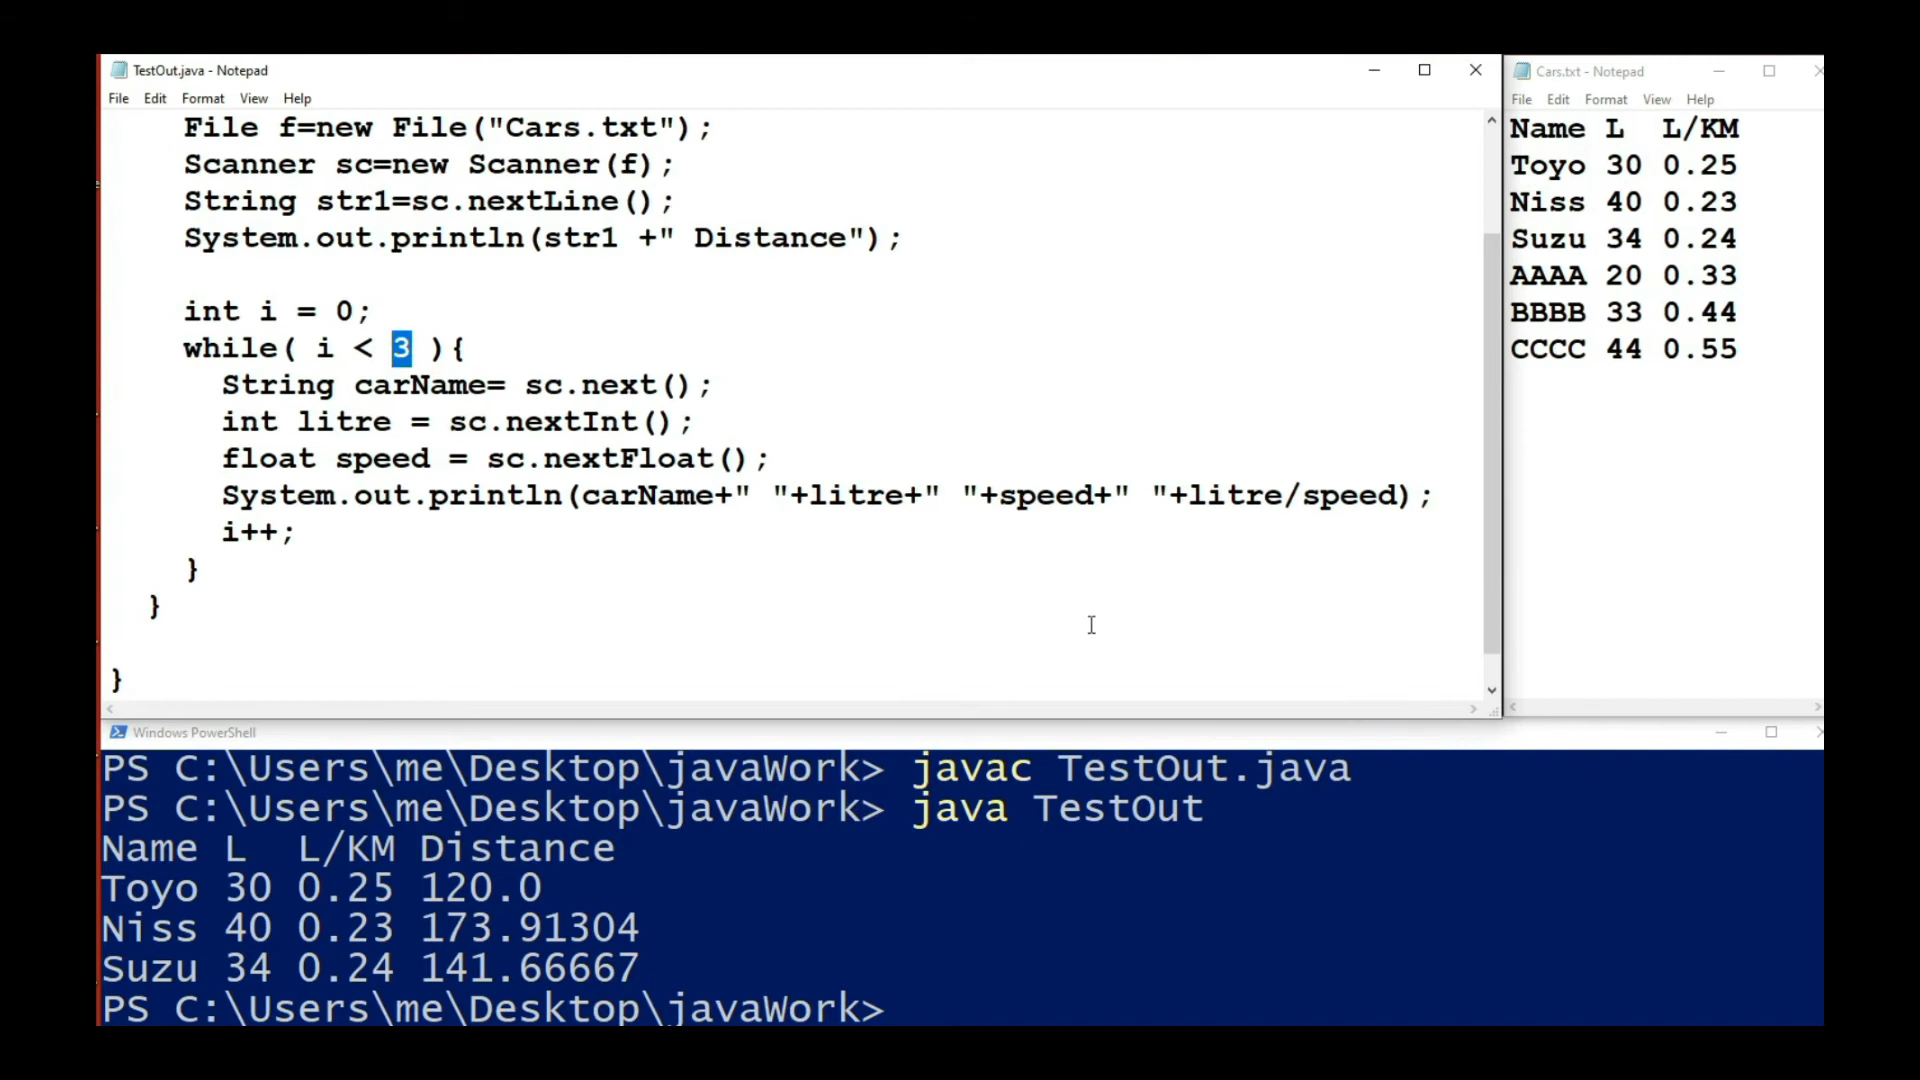 TestOut.java - Notepad
File Edit Format View Help
File f=new File("Cars.txt");
Scanner sc=new Scanner(f);
String str1=sc.nextLine();
System.out.println(str1 +" Distance");
int i = 0;
while( i < 3 ){
String carName= sc.next();
int litre = sc.nextInt();
float speed = sc.nextFloat();
System.out.println(carName+" "+litre+" "+speed+" "+litre/speed);
i++;
}
}
}
Cars.txt - Notepad
File Edit Format View Help
Name L L/KM
Toyo 30 0.25
Niss 40 0.23
Suzu 34 0.24
AAAA 20 0.33
BBBB 33 0.44
CCCC 44 0.55
Windows PowerShell
PS C:\Users\me\Desktop\javaWork> javac TestOut.java
PS C:\Users\me\Desktop\javaWork> java TestOut
Name L L/KM Distance
Toyo 30 0.25 120.0
Niss 40 0.23 173.91304
Suzu 34 0.24 141.66667
PS C:\Users\me\Desktop\javaWork>